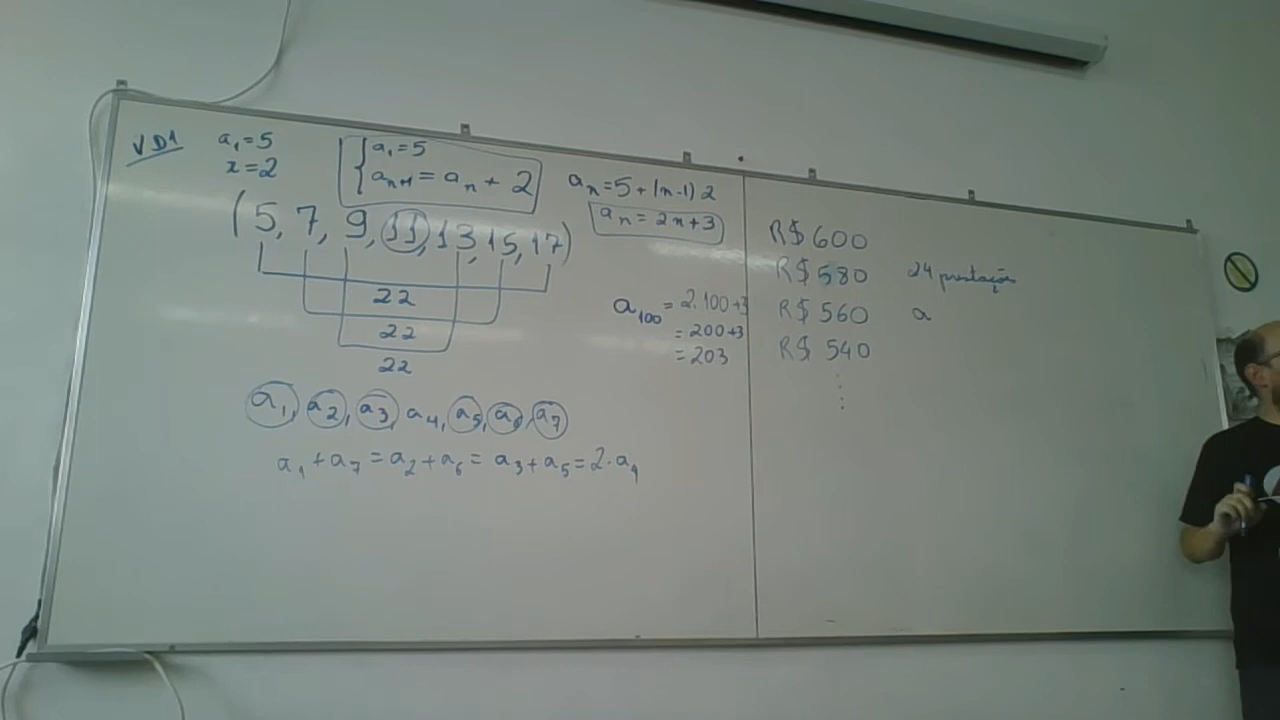 VD1
a₁=5
r=2
a₁=5
aₙ₊₁=aₙ+2
aₙ=5+(n-1)2
aₙ=2n+3
(5, 7, 9, 11, 13, 15, 17)
22
22
22
a₁₀₀=2.100+3
=200+3
=203
a₁, a₂, a₃, a₄, a₅, a₆, a₇
a₁+a₇=a₂+a₆=a₃+a₅=2·a₄
R$600
R$580 24 prestações
R$560 a
R$540
⋮